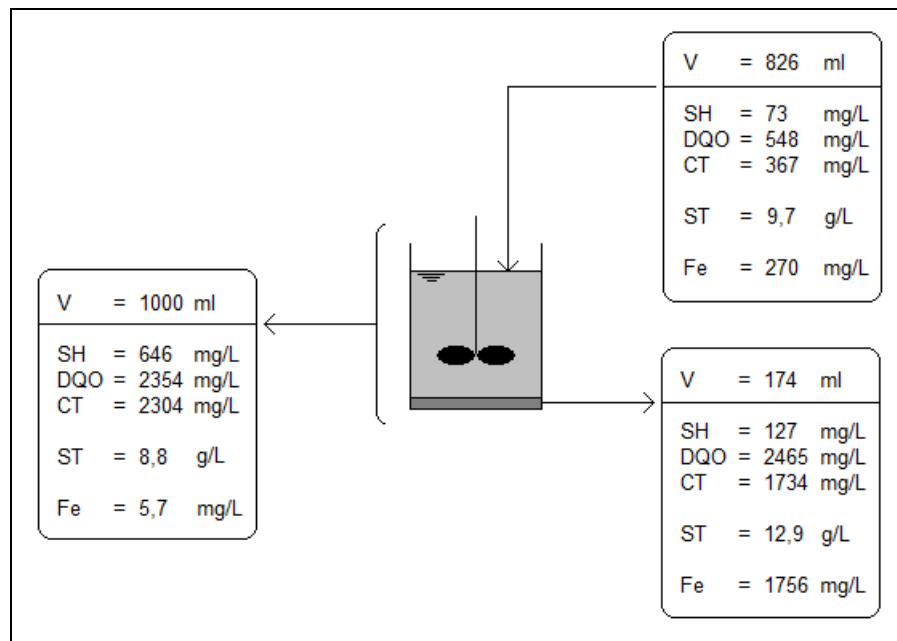 V = 826 ml
SH = 73 mg/L
DQO = 548 mg/L
CT = 367 mg/L
ST = 9,7 g/L
Fe = 270 mg/L
V = 1000 ml
SH = 646 mg/L
DQO = 2354 mg/L
CT = 2304 mg/L
ST = 8,8 g/L
Fe = 5,7 mg/L
V = 174 ml
SH = 127 mg/L
DQO = 2465 mg/L
CT = 1734 mg/L
ST = 12,9 g/L
Fe = 1756 mg/L